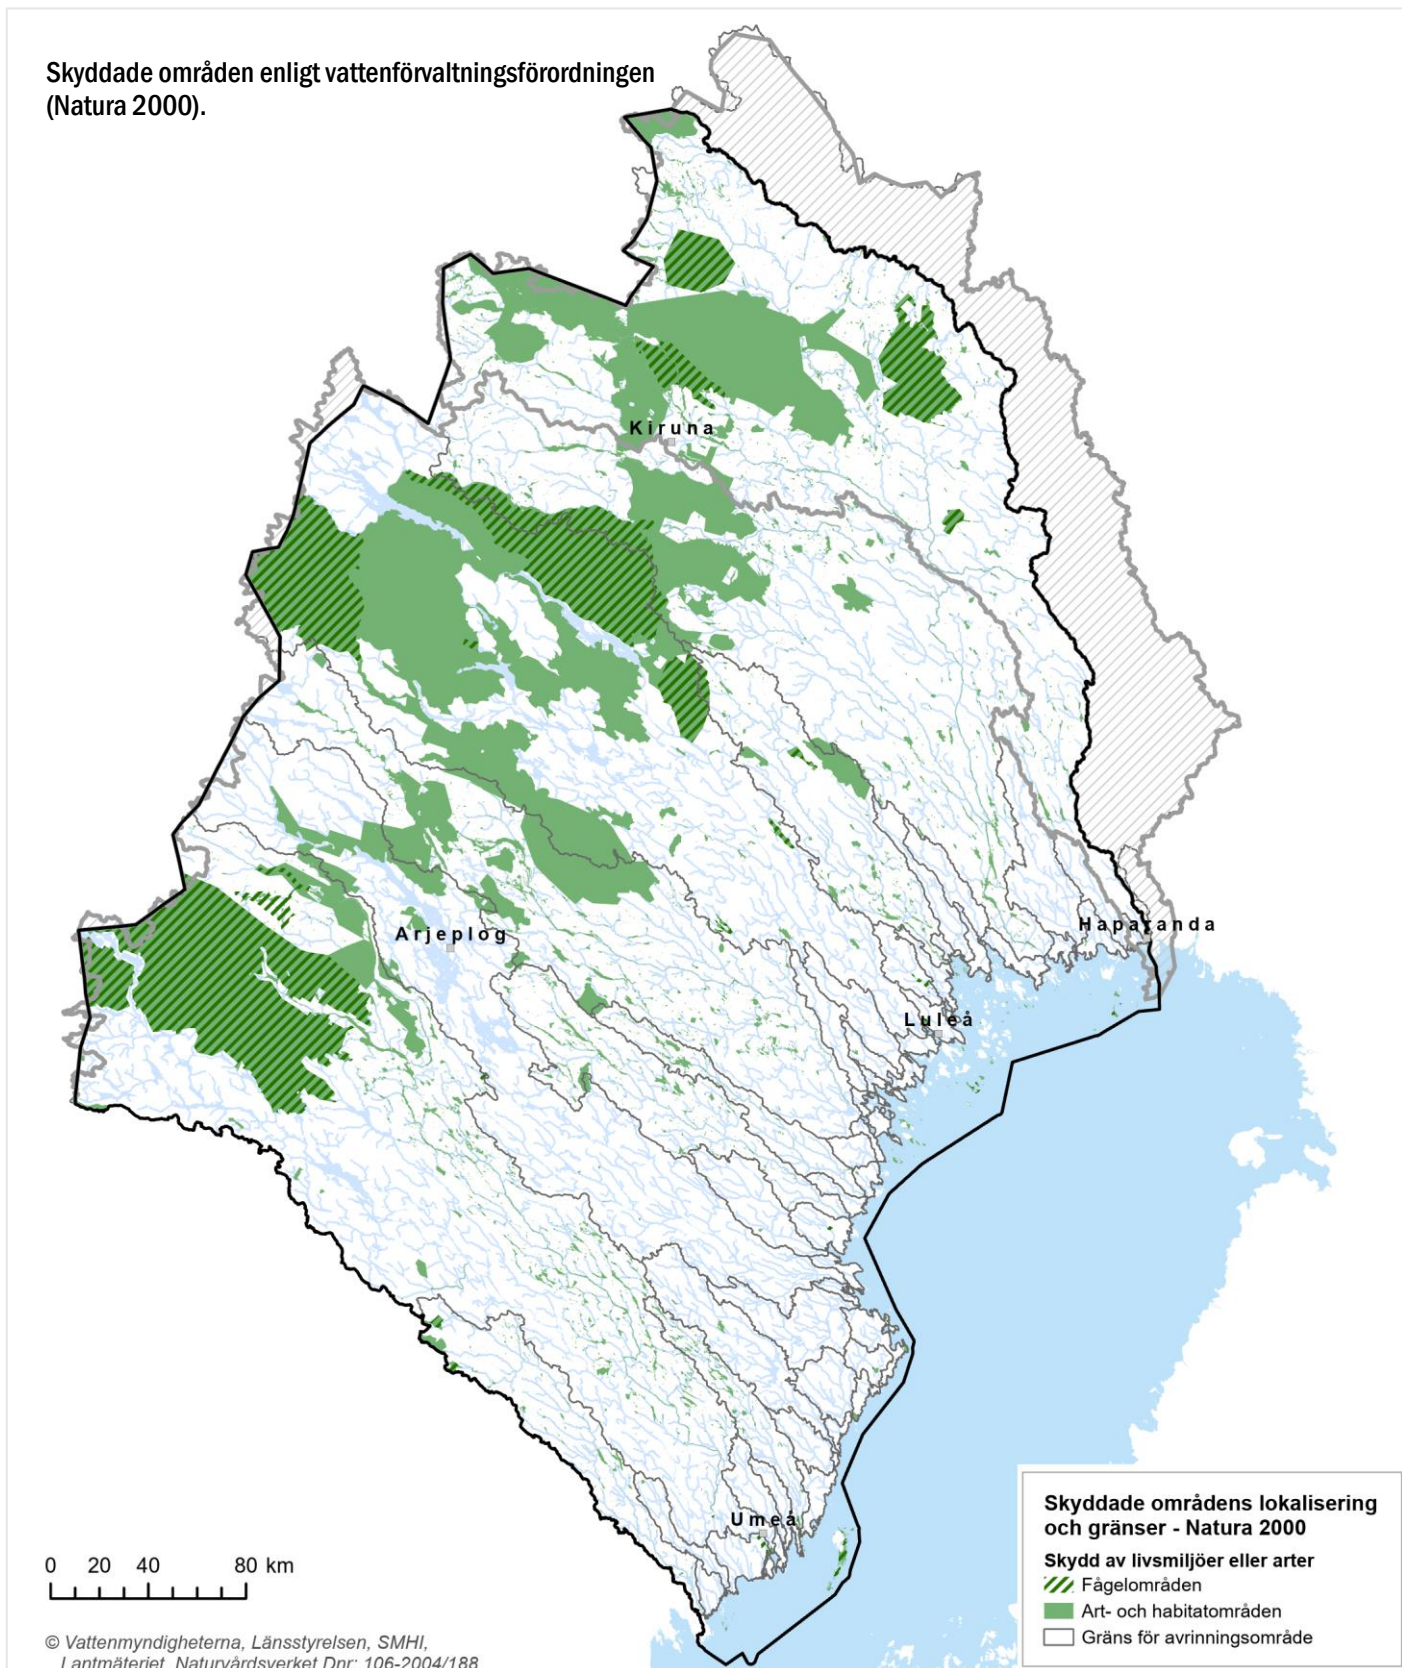 Skyddade områden enligt vattenförvaltningsförordningen
(Natura 2000).
Kiruna
Arjeplog
Haparanda
Luleå
Umeå
0 20 40 80 km
Skyddade områdens lokalisering
och gränser - Natura 2000
Skydd av livsmiljöer eller arter
Fågelområden
Art- och habitatområden
Gräns för avrinningsområde
© Vattenmyndigheterna, Länsstyrelsen, SMHI,
Lantmäteriet, Naturvårdsverket Dnr: 106-2004/188